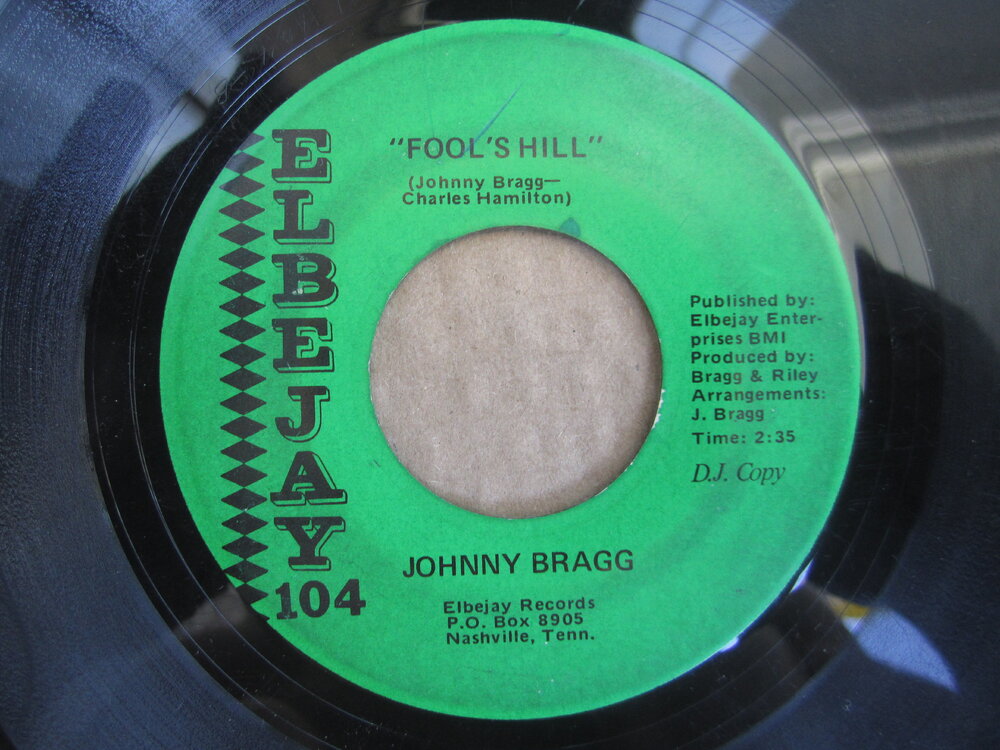 ELBEJAY
104
"FOOL'S HILL"
(Johnny Bragg—
Charles Hamilton)
Published by:
Elbejay Enter-
prises BMI
Produced by:
Bragg & Riley
Arrangements:
J. Bragg
Time: 2:35
D.J. Copy
JOHNNY BRAGG
Elbejay Records
P.O. Box 8905
Nashville, Tenn.